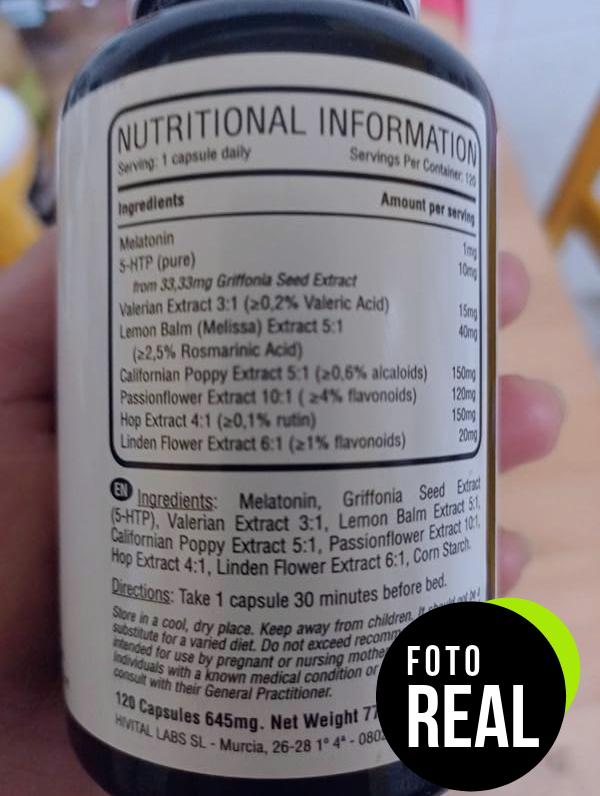 NUTRITIONAL INFORMATION
Serving: 1 capsule daily Servings Per Container: 120
Ingredients Amount per serving
Melatonin 1mg
5-HTP (pure) 10mg
from 33,33mg Griffonia Seed Extract
Valerian Extract 3:1 (≥0,2% Valeric Acid) 15mg
Lemon Balm (Melissa) Extract 5:1 40mg
(≥2,5% Rosmarinic Acid)
Californian Poppy Extract 5:1 (≥0,6% alcaloids) 150mg
Passionflower Extract 10:1 ( ≥4% flavonoids) 120mg
Hop Extract 4:1 (≥0,1% rutin) 150mg
Linden Flower Extract 6:1 (≥1% flavonoids) 20mg
EN Ingredients: Melatonin, Griffonia Seed Extract
(5-HTP), Valerian Extract 3:1, Lemon Balm Extract 5:1,
Californian Poppy Extract 5:1, Passionflower Extract 10:1,
Hop Extract 4:1, Linden Flower Extract 6:1, Corn Starch.
Directions: Take 1 capsule 30 minutes before bed.
Store in a cool, dry place. Keep away from children. It should not be a
substitute for a varied diet. Do not exceed
intended for use by pregnant or nursing
individuals with a known medical condition or
consult with their General Practitioner.
120 Capsules 645mg. Net Weight
HIVITAL LABS SL - Murcia, 26-28 1º 4ª -
FOTO
REAL